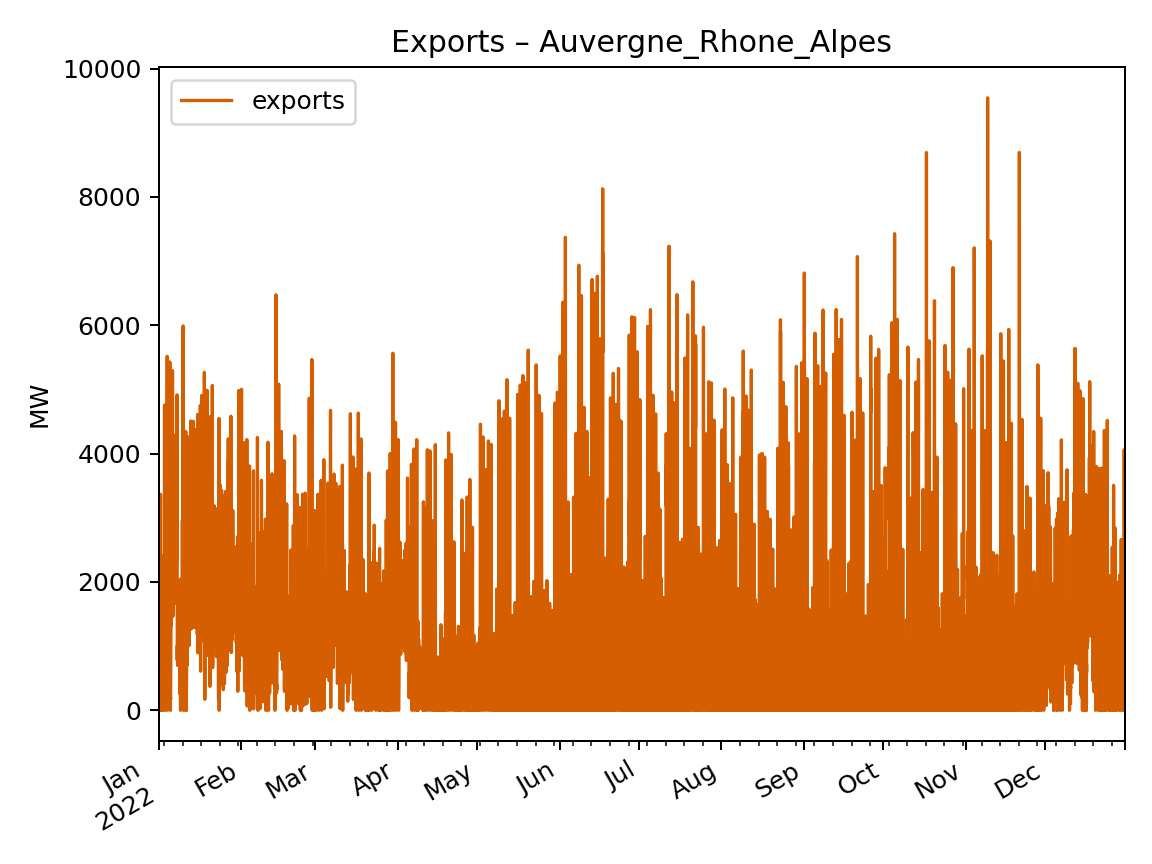 Exports – Auvergne_Rhone_Alpes
exports
MW
10000
8000
6000
4000
2000
0
Jan
2022
Feb
Mar
Apr
May
Jun
Jul
Aug
Sep
Oct
Nov
Dec